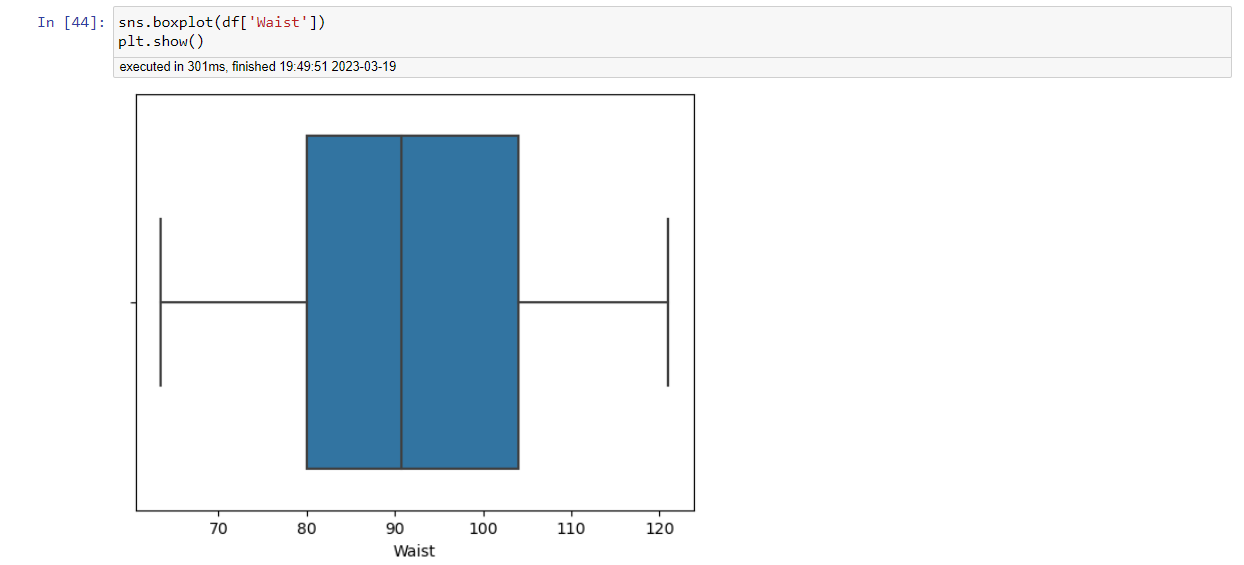 In [44]: sns.boxplot(df['Waist'])
plt.show()
executed in 301ms, finished 19:49:51 2023-03-19
70 80 90 100 110 120
Waist